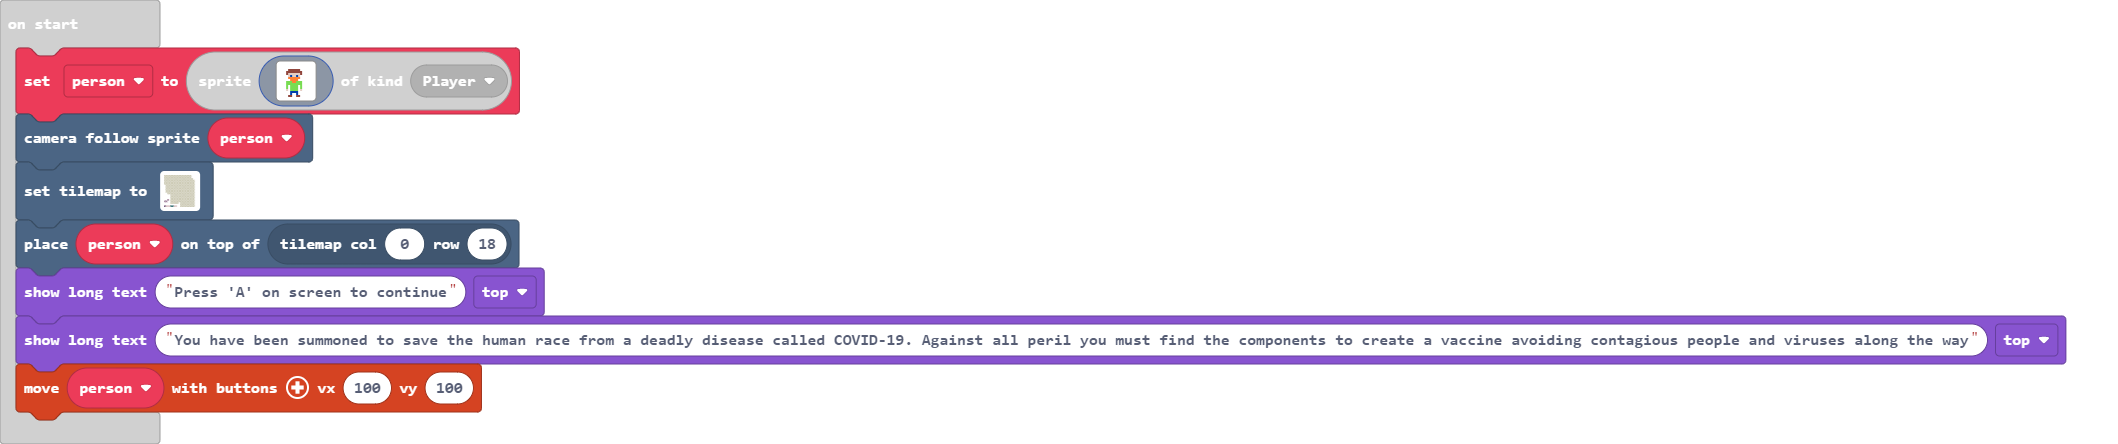 on start
set person to sprite of kind Player
camera follow sprite person
set tilemap to
place person on top of tilemap col 0 row 18
show long text "Press 'A' on screen to continue" top
show long text "You have been summoned to save the human race from a deadly disease called COVID-19. Against all peril you must find the components to create a vaccine avoiding contagious people and viruses along the way" top
move person with buttons vx 100 vy 100